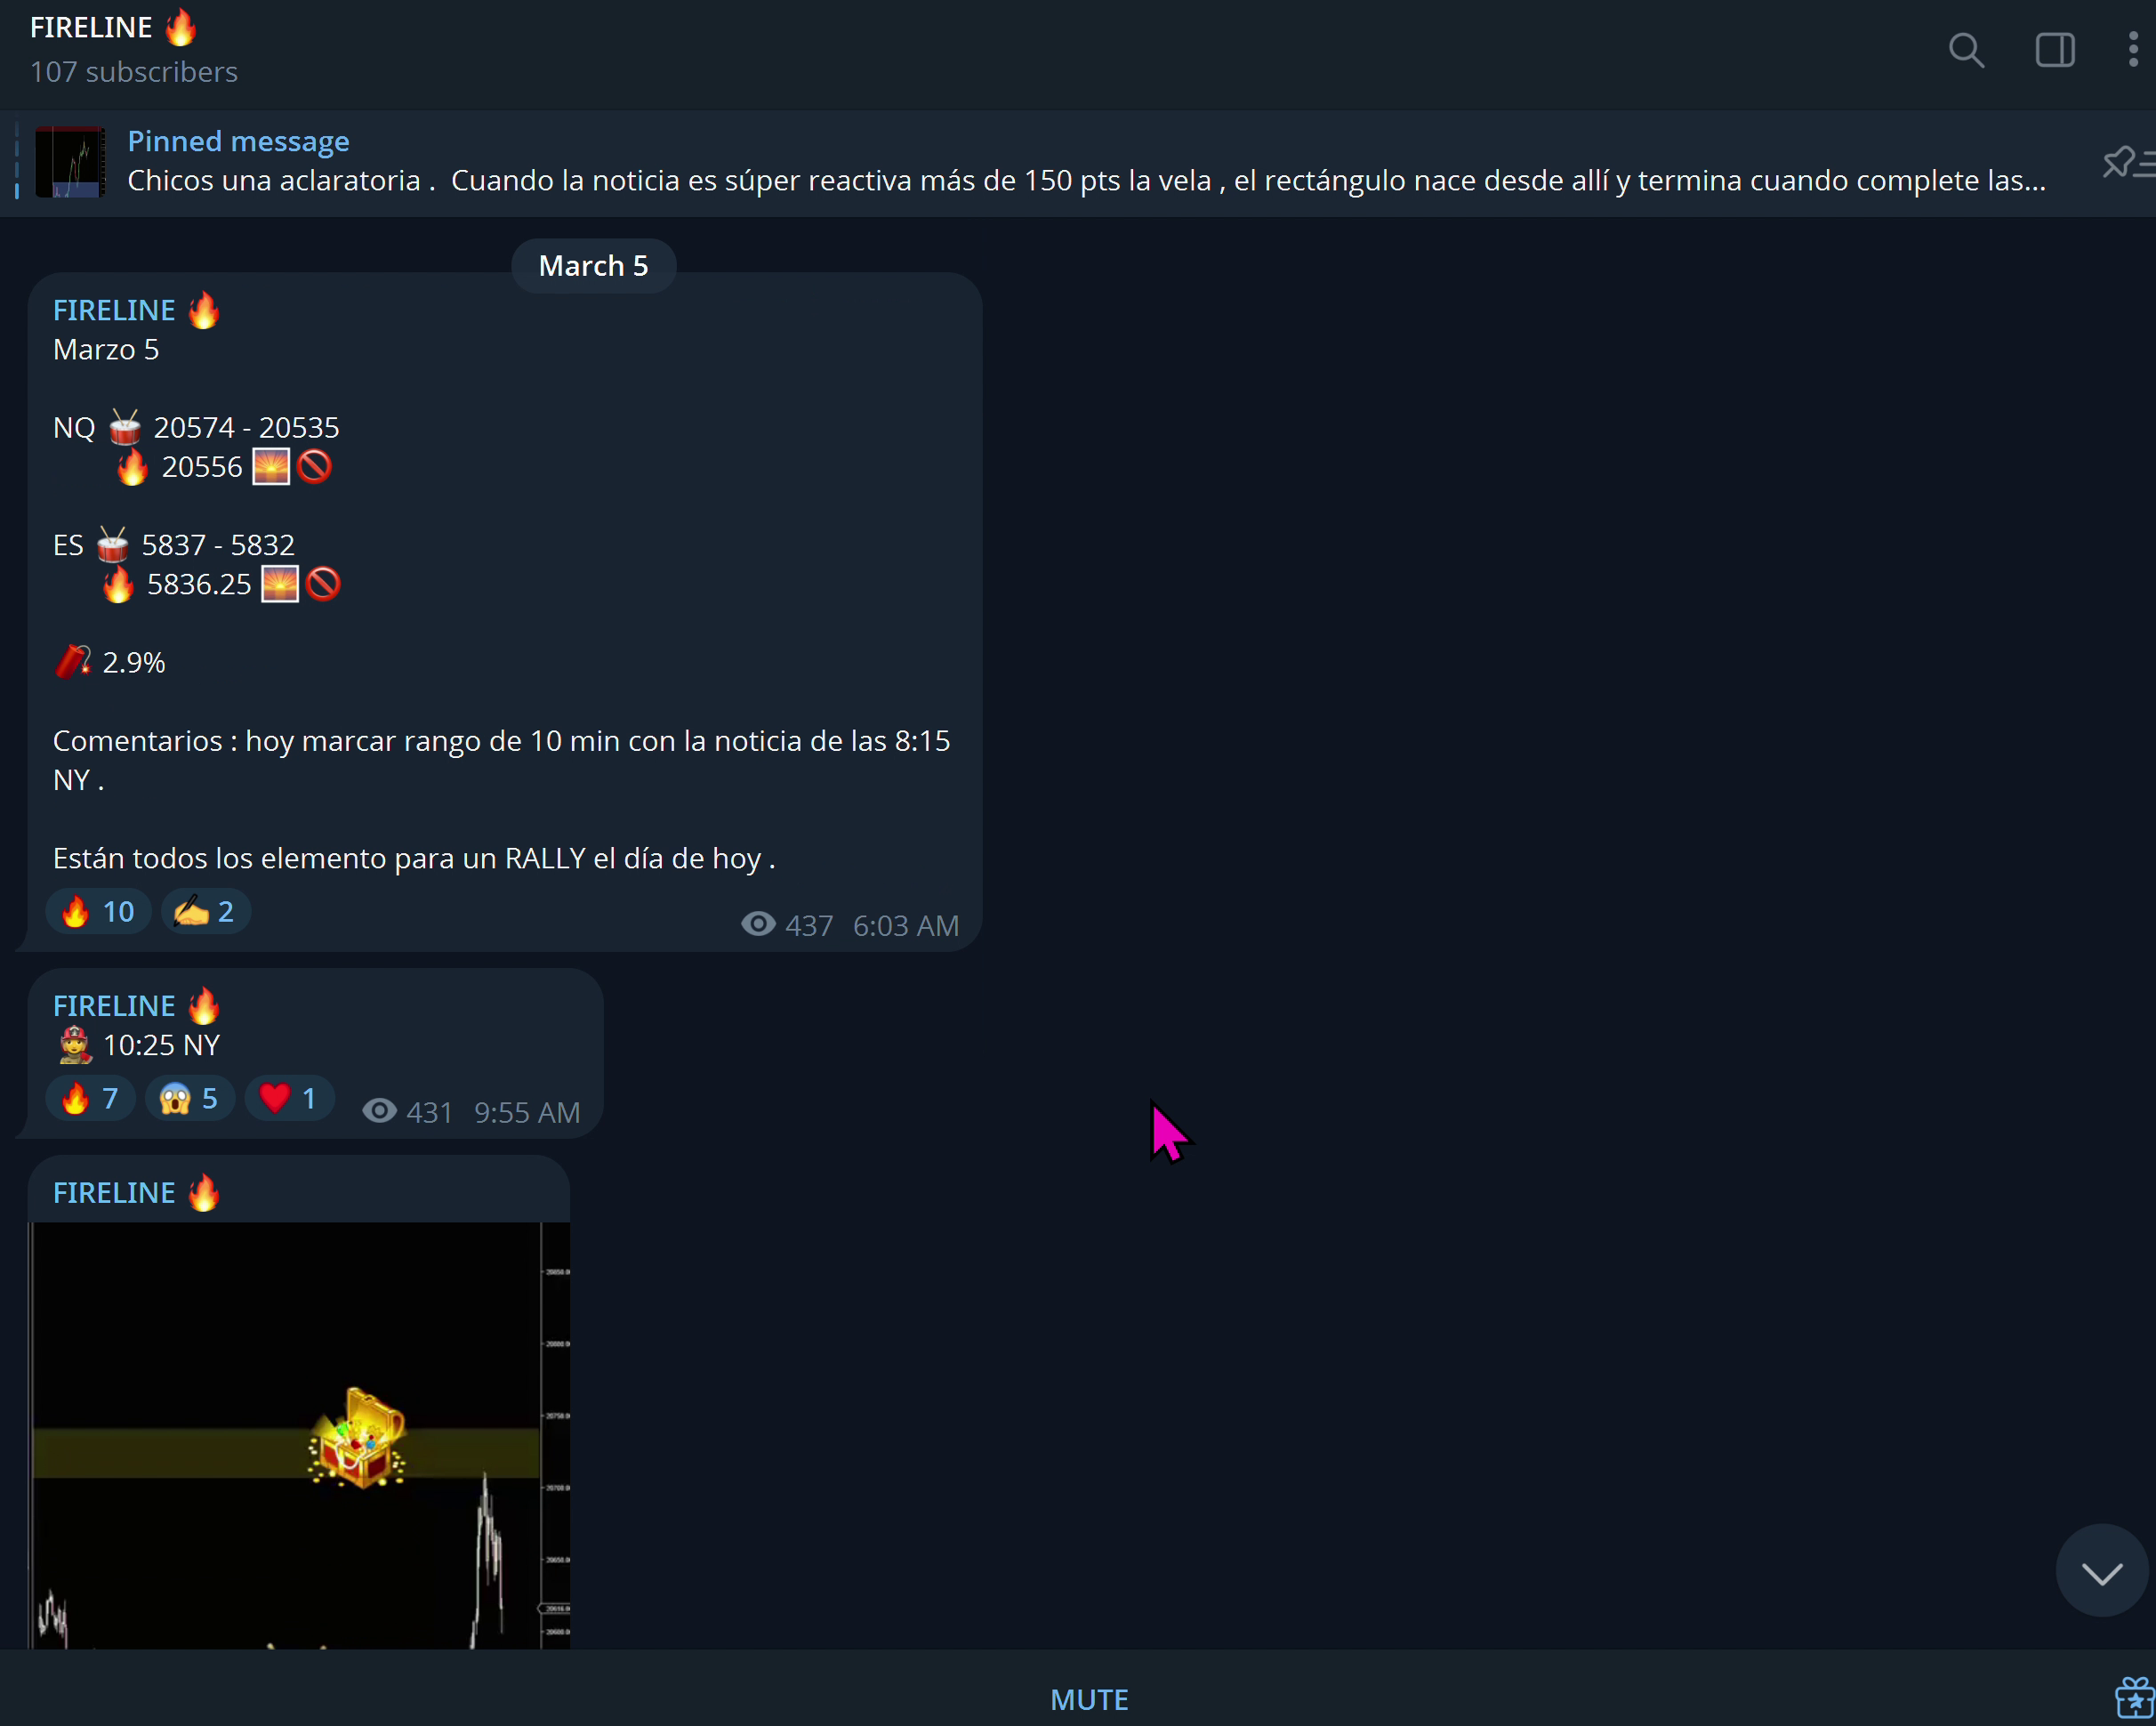 FIRELINE 🔥
107 subscribers
Pinned message
Chicos una aclaratoria .  Cuando la noticia es súper reactiva más de 150 pts la vela , el rectángulo nace desde allí y termina cuando complete las...
March 5
FIRELINE 🔥
Marzo 5
NQ 🥁 20574 - 20535
🔥 20556 🌅🚫
ES 🥁 5837 - 5832
🔥 5836.25 🌅🚫
🧨 2.9%
Comentarios : hoy marcar rango de 10 min con la noticia de las 8:15
NY .
Están todos los elemento para un RALLY el día de hoy .
🔥 10 ✍️ 2
437 6:03 AM
FIRELINE 🔥
🧑‍🚒 10:25 NY
🔥 7 😱 5 ❤️ 1 431 9:55 AM
FIRELINE 🔥
MUTE